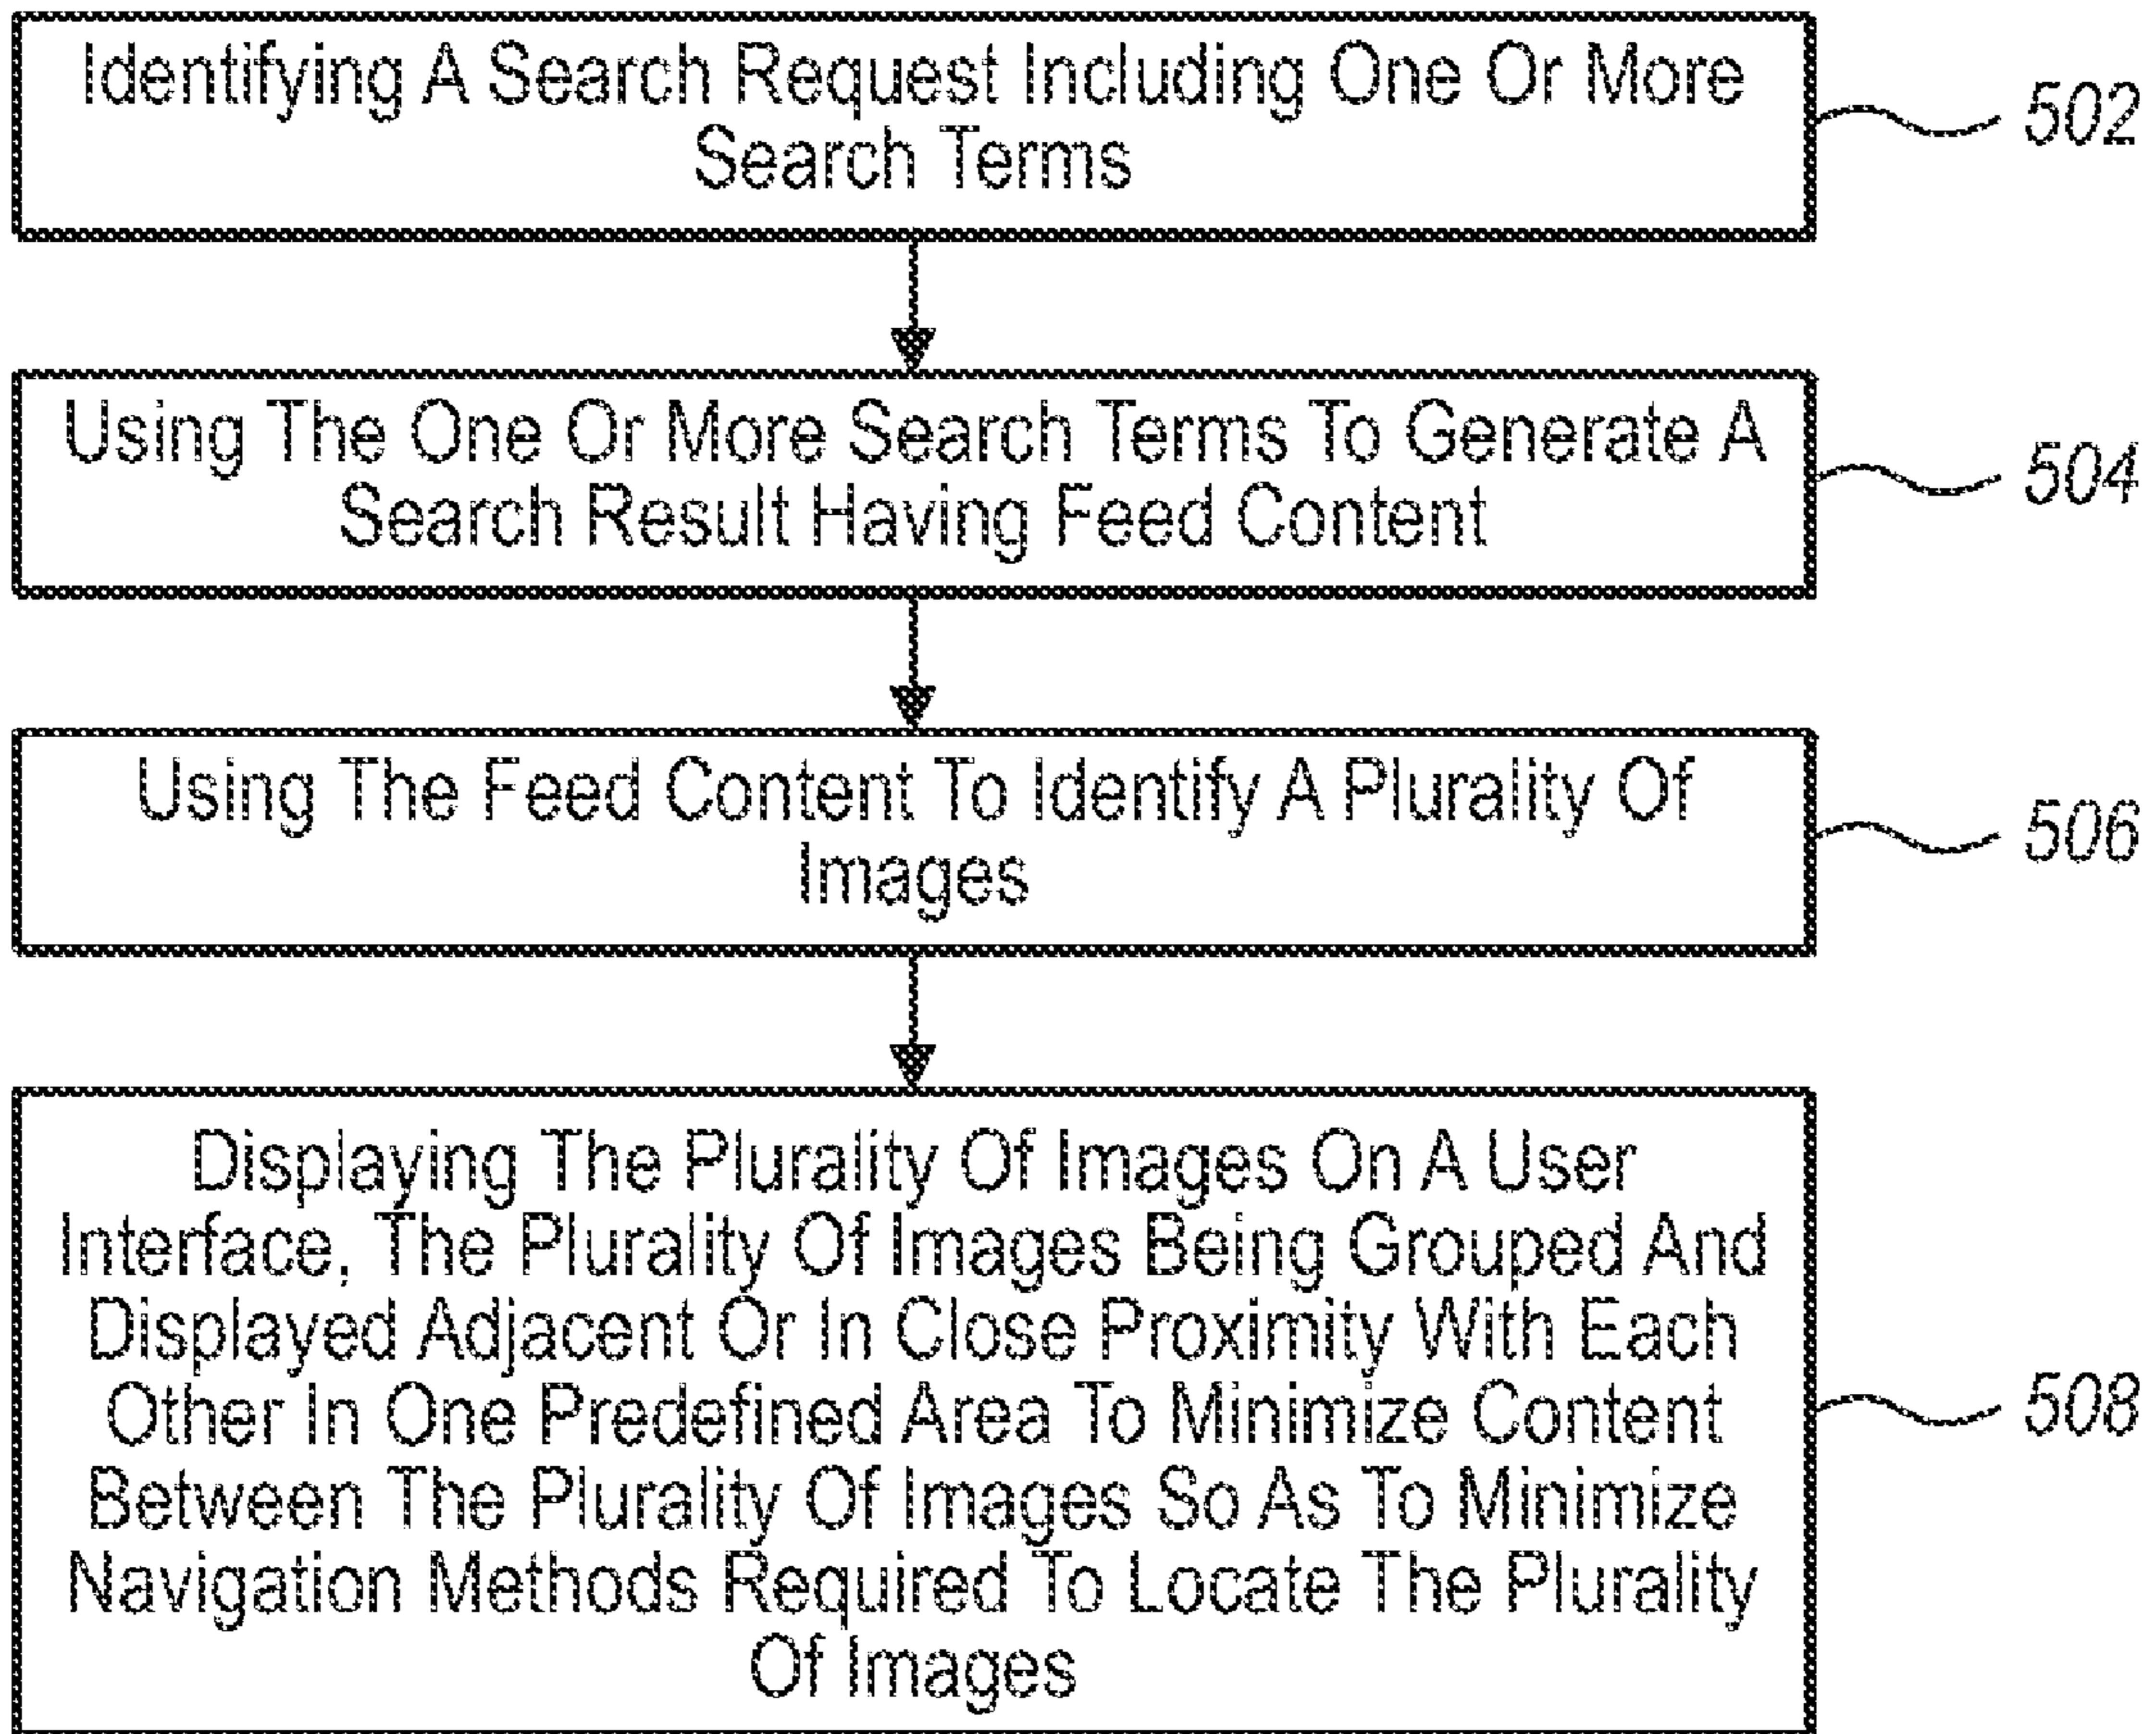 Identifying A Search Request Including One Or More
Search Terms
502
Using The One Or More Search Terms To Generate A
Search Result Having Feed Content
504
Using The Feed Content To Identify A Plurality Of
Images
506
Displaying The Plurality Of Images On A User
Interface, The Plurality Of Images Being Grouped And
Displayed Adjacent Or In Close Proximity With Each
Other In One Predefined Area To Minimize Content
Between The Plurality Of Images So As To Minimize
Navigation Methods Required To Locate The Plurality
Of Images
508